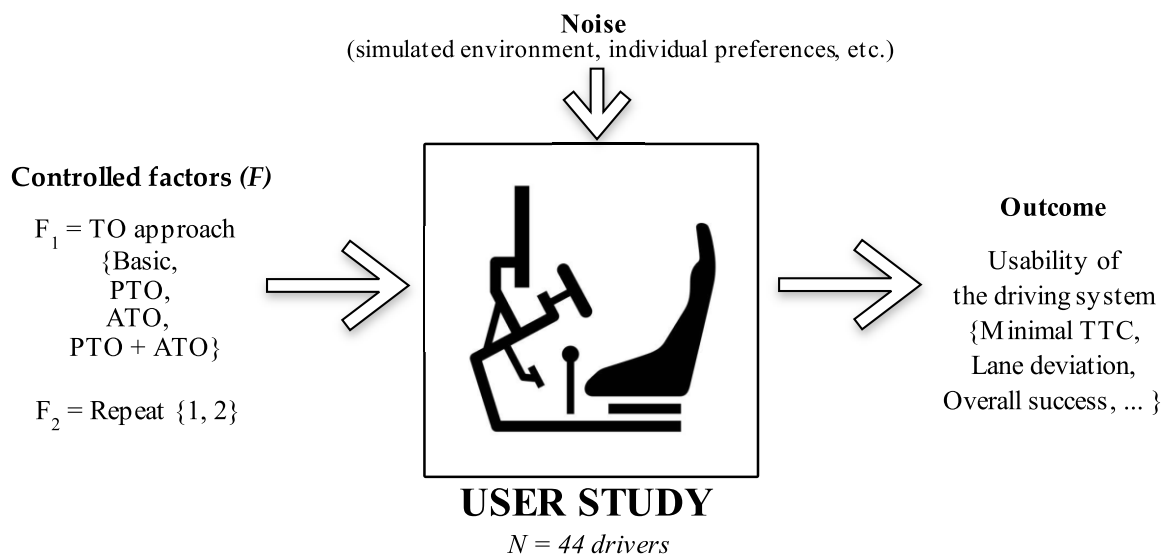 Noise
(simulated environment, individual preferences, etc.)
Controlled factors (F)
F1 = TO approach
{Basic,
PTO,
ATO,
PTO + ATO}
F2 = Repeat {1, 2}
Outcome
Usability of
the driving system
{Minimal TTC,
Lane deviation,
Overall success, ... }
USER STUDY
N = 44 drivers